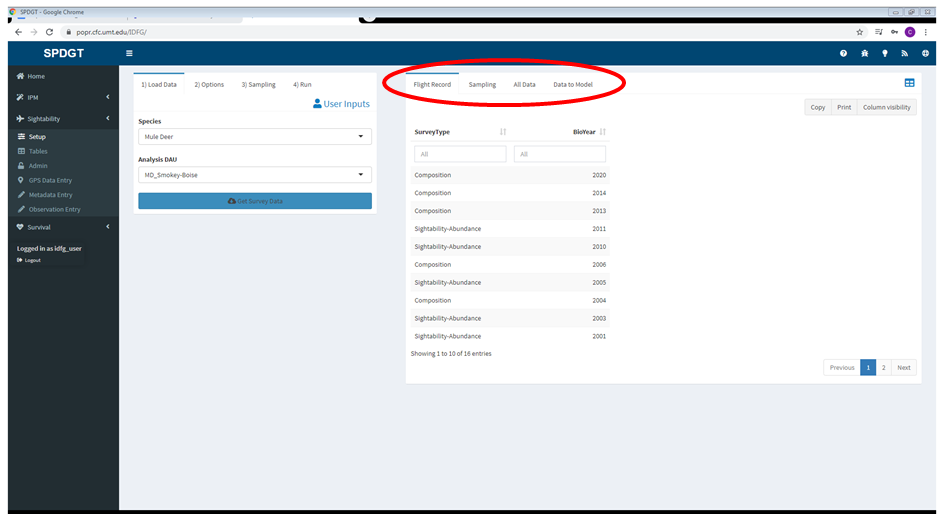 SPDGT - Google Chrome
popr.cfc.umt.edu/IDFG/
C
SPDGT
Home
IPM
Sightability
Setup
Tables
Admin
GPS Data Entry
Metadata Entry
Observation Entry
Survival
Logged in as idfg_user
Logout
1) Load Data 2) Options 3) Sampling 4) Run
User Inputs
Species
Mule Deer
Analysis DAU
MD_Smokey-Boise
Get Survey Data
Flight Record Sampling All Data Data to Model
Copy Print Column visibility
SurveyType BioYear
All All
Composition 2020
Composition 2014
Composition 2013
Sightability-Abundance 2011
Sightability-Abundance 2010
Composition 2006
Sightability-Abundance 2005
Composition 2004
Sightability-Abundance 2003
Sightability-Abundance 2001
Showing 1 to 10 of 16 entries
Previous 1 2 Next